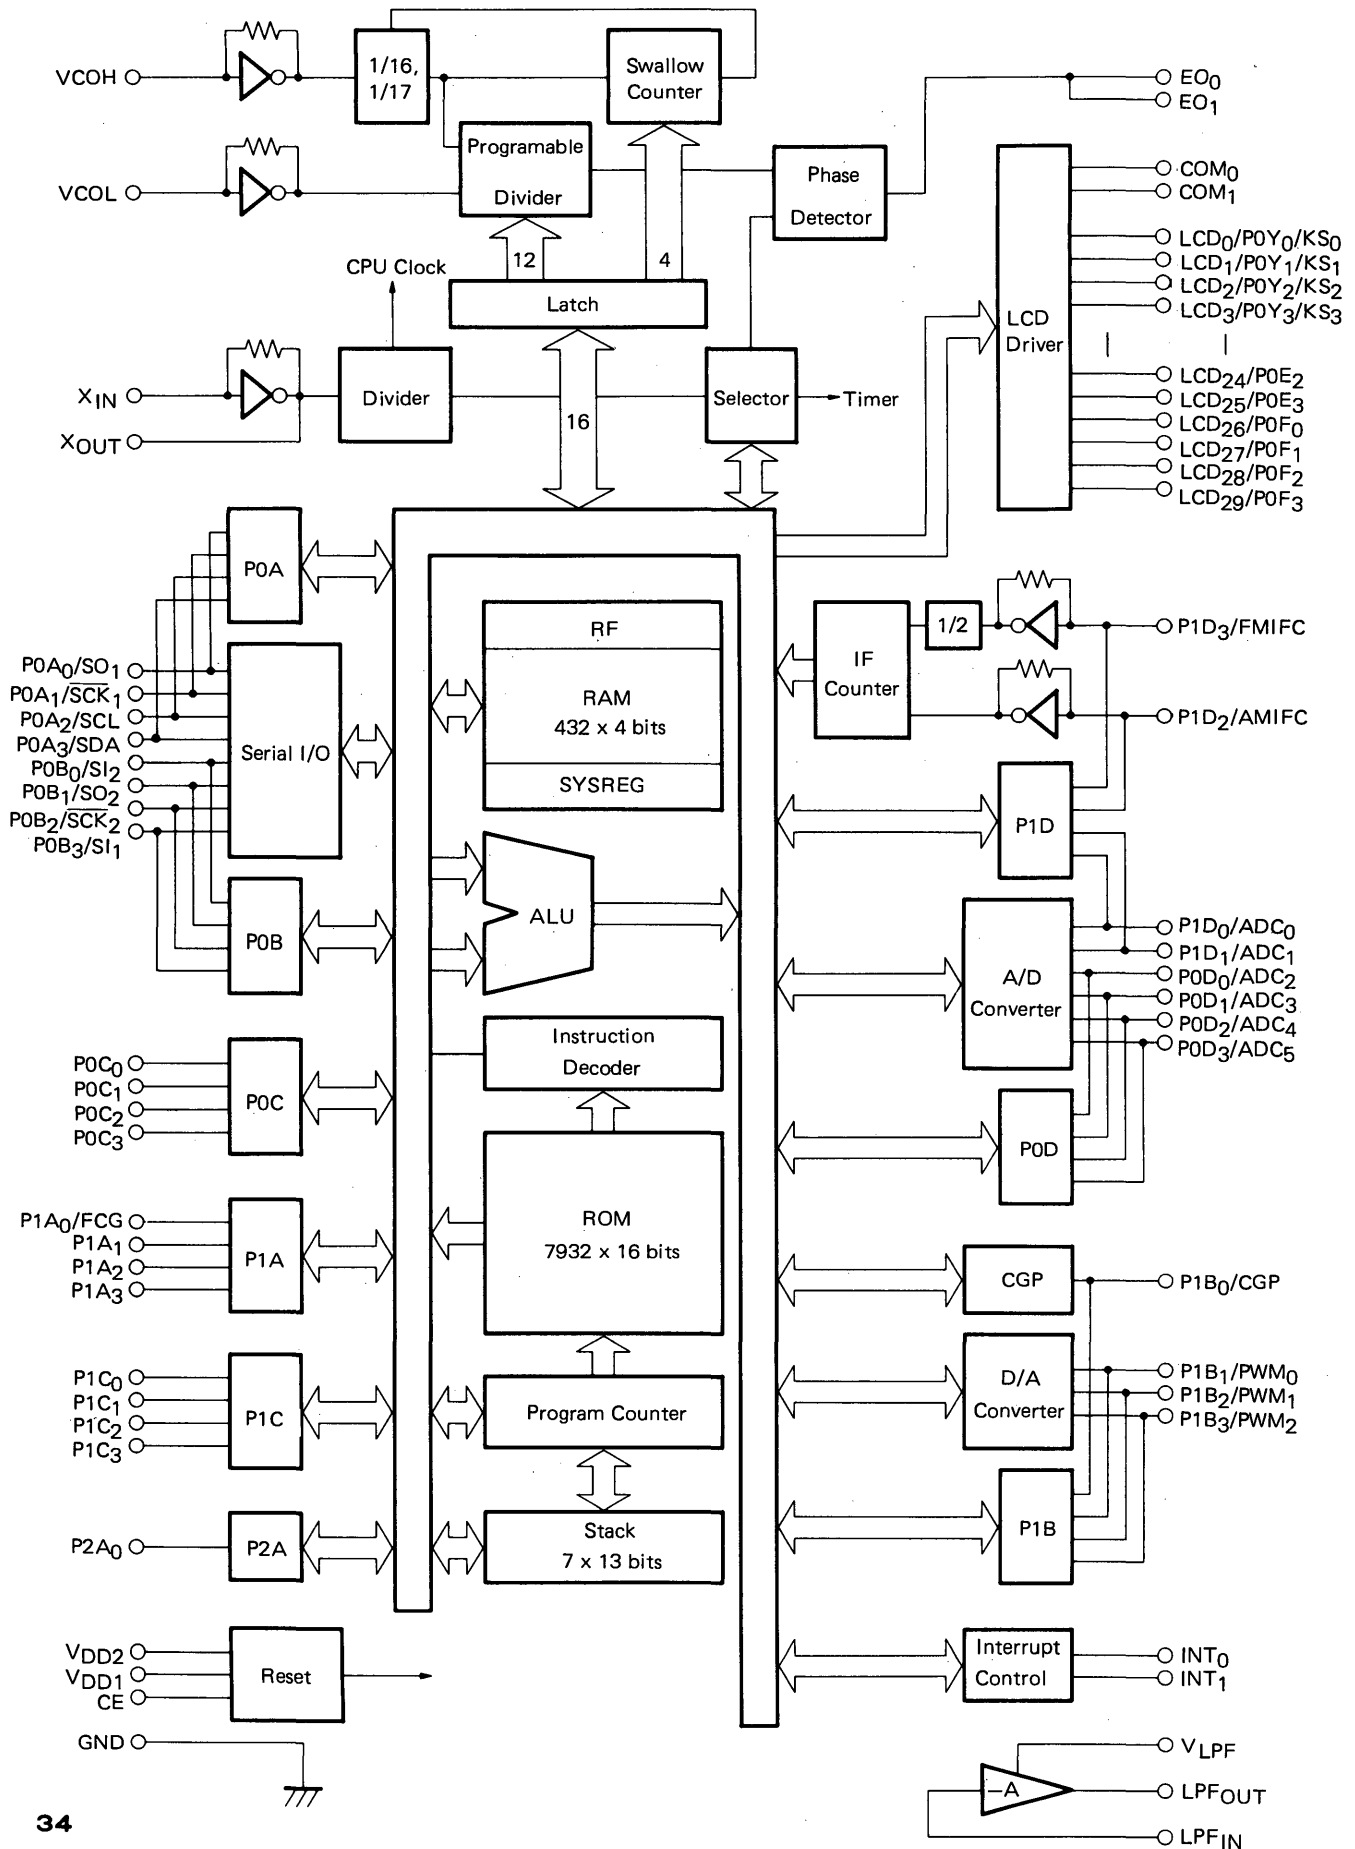 VCOH
1/16,
1/17
Swallow
Counter
EO0
EO1
VCOL
Programable
Divider
Phase
Detector
COM0
COM1
LCD0/P0Y0/KS0
LCD1/P0Y1/KS1
LCD2/P0Y2/KS2
LCD3/P0Y3/KS3
LCD
Driver
LCD24/P0E2
LCD25/P0E3
LCD26/P0F0
LCD27/P0F1
LCD28/P0F2
LCD29/P0F3
12
4
CPU Clock
Latch
XIN
XOUT
Divider
16
Selector
Timer
P0A
P0A0/SO1
P0A1/SCK1
P0A2/SCL
P0A3/SDA
P0B0/SI2
P0B1/SO2
P0B2/SCK2
P0B3/SI1
Serial I/O
P0B
RF
RAM
432 x 4 bits
SYSREG
ALU
IF
Counter
1/2
P1D3/FMIFC
P1D2/AMIFC
P1D
A/D
Converter
P1D0/ADC0
P1D1/ADC1
P0D0/ADC2
P0D1/ADC3
P0D2/ADC4
P0D3/ADC5
P0D
Instruction
Decoder
P0C0
P0C1
P0C2
P0C3
P0C
ROM
7932 x 16 bits
P1A0/FCG
P1A1
P1A2
P1A3
P1A
CGP
P1B0/CGP
P1C0
P1C1
P1C2
P1C3
P1C
Program Counter
D/A
Converter
P1B1/PWM0
P1B2/PWM1
P1B3/PWM2
P1B
P2A0
P2A
Stack
7 x 13 bits
VDD2
VDD1
CE
Reset
Interrupt
Control
INT0
INT1
GND
VLPF
–A
LPFOUT
LPFIN
34